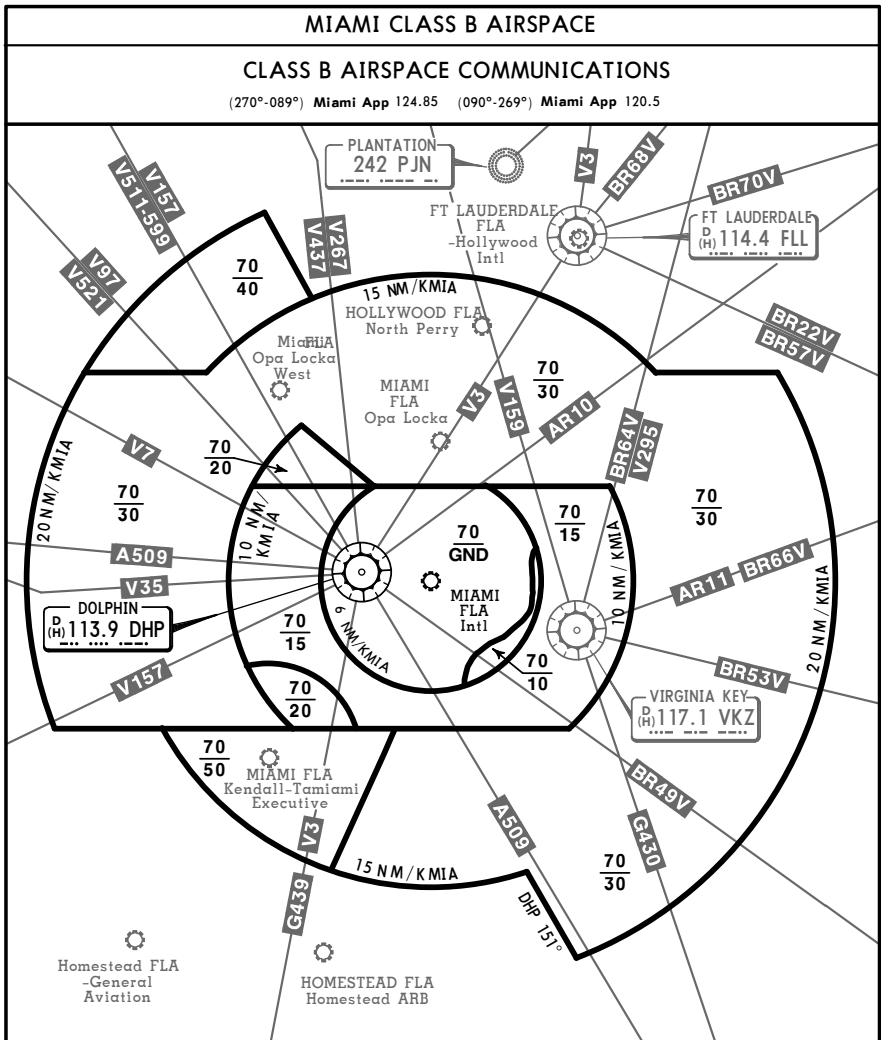 MIAMI CLASS B AIRSPACE
CLASS B AIRSPACE COMMUNICATIONS
(270°-089°) Miami App 124.85 (090°-269°) Miami App 120.5
PLANTATION
242 PJN
V3
BR68V
BR70V
V157
V511-599
V267
V437
FT LAUDERDALE
FLA
-Hollywood
Intl
FT LAUDERDALE
D
(H) 114.4 FLL
V97
V521
70
40
15 NM/KMIA
HOLLYWOOD FLA
North Perry
BR22V
BR57V
Miami
FLA
Opa Locka
West
MIAMI
FLA
Opa Locka
70
30
V3
V159
AR10
BR64V
V295
V7
70
20
70
30
20 NM/KMIA
10 NM/
KMIA
70
30
70
GND
70
15
10 NM/KMIA
A509
V35
AR11
BR66V
DOLPHIN
D
(H) 113.9 DHP
MIAMI
FLA
Intl
6 NM/KMIA
70
15
70
10
20 NM/KMIA
BR53V
V157
70
20
VIRGINIA KEY
D
(H) 117.1 VKZ
70
50
MIAMI FLA
Kendall-Tamiami
Executive
BR49V
V3
G439
A509
G430
15 NM/KMIA
70
30
DHP 151°
Homestead FLA
-General
Aviation
HOMESTEAD FLA
Homestead ARB